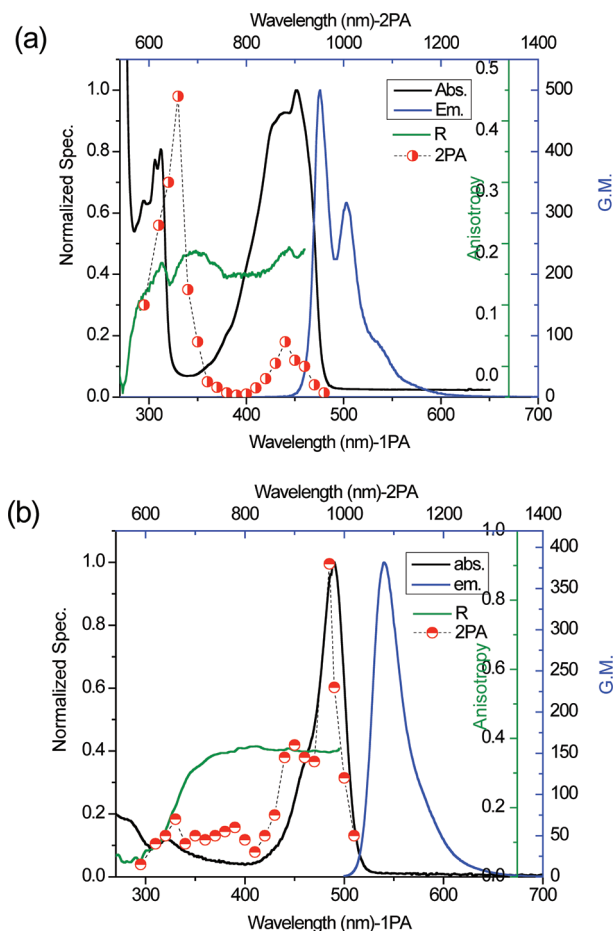 (a)
Wavelength (nm)-2PA
600 800 1000 1200 1400
Normalized Spec.
1.0
0.8
0.6
0.4
0.2
0.0
Abs.
Em.
R
2PA
Anisotropy
0.5
0.4
0.3
0.2
0.1
0.0
G.M.
500
400
300
200
100
0
300 400 500 600 700
Wavelength (nm)-1PA
(b)
Wavelength (nm)-2PA
600 800 1000 1200 1400
Normalized Spec.
1.0
0.8
0.6
0.4
0.2
0.0
abs.
em.
R
2PA
Anisotropy
1.0
0.8
0.6
0.4
0.2
0.0
G.M.
400
350
300
250
200
150
100
50
0
300 400 500 600 700
Wavelength (nm)-1PA